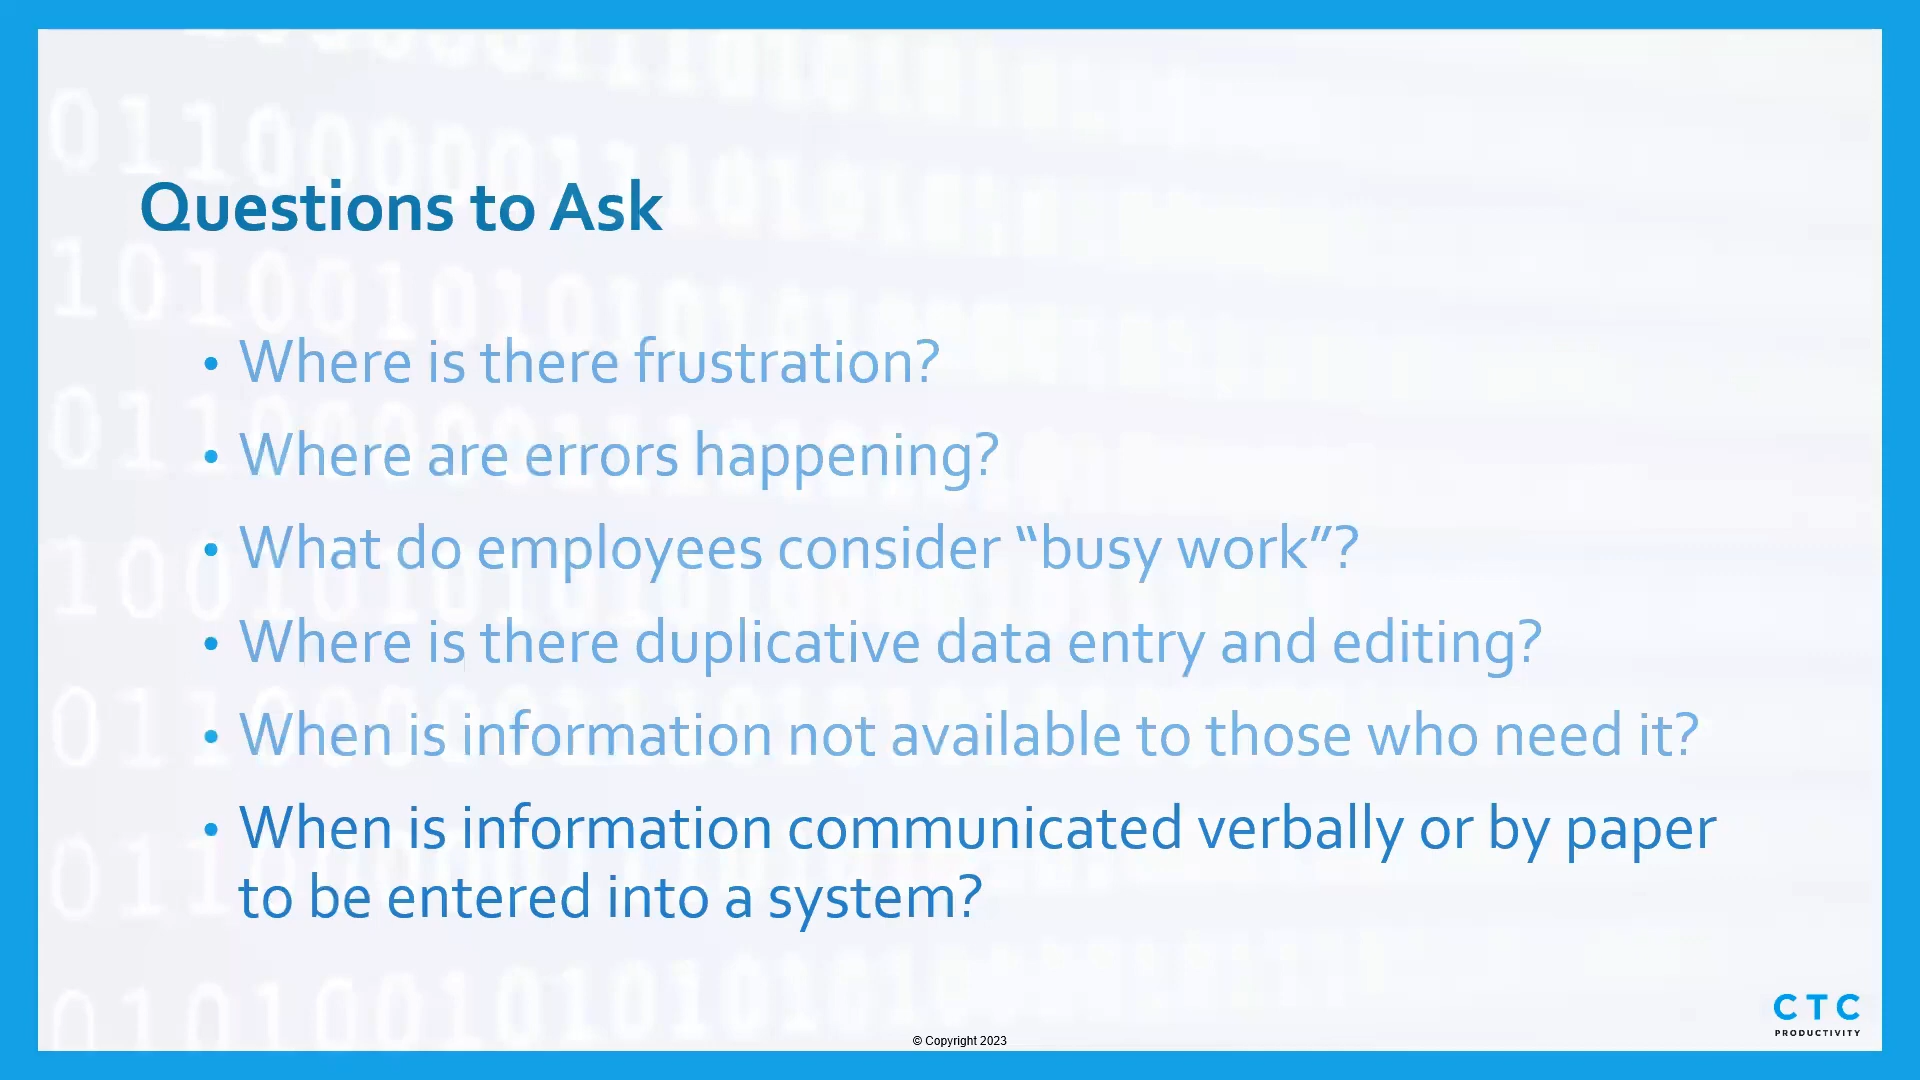 Questions to Ask
• Where is there frustration?
• Where are errors happening?
• What do employees consider “busy work”?
• Where is there duplicative data entry and editing?
• When is information not available to those who need it?
• When is information communicated verbally or by paper
to be entered into a system?
CTC
PRODUCTIVITY
© Copyright 2023